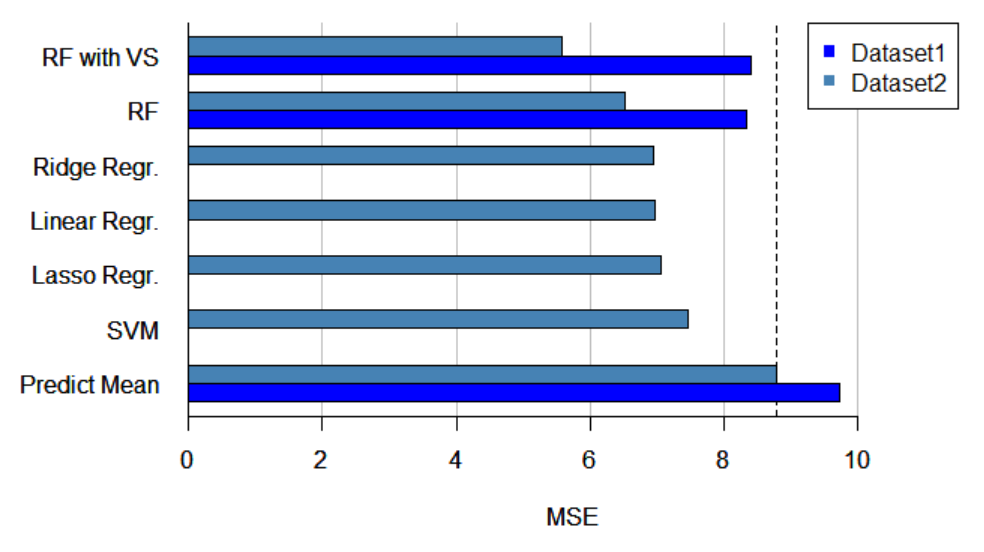 RF with VS
RF
Ridge Regr.
Linear Regr.
Lasso Regr.
SVM
Predict Mean
0 2 4 6 8 10
MSE
Dataset1
Dataset2